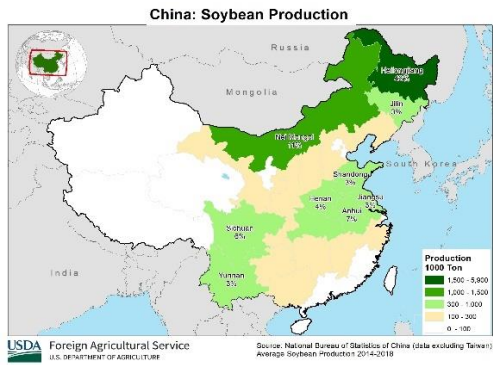 China: Soybean Production
Russia
Heilongjiang
Mongolia
Jilin
3%
Nei Mongol
South Korea
Shandong
3%
Henan
4%
Jiangsu
3%
Anhui
7%
Sichuan
6%
Yunnan
3%
India
Production
1000 Ton
1,500 - 5,900
1,000 - 1,500
300 - 1,000
100 - 300
0 - 100
USDA
Foreign Agricultural Service
U.S. DEPARTMENT OF AGRICULTURE
Source: National Bureau of Statistics of China (data excluding Taiwan)
Average Soybean Production 2014-2018